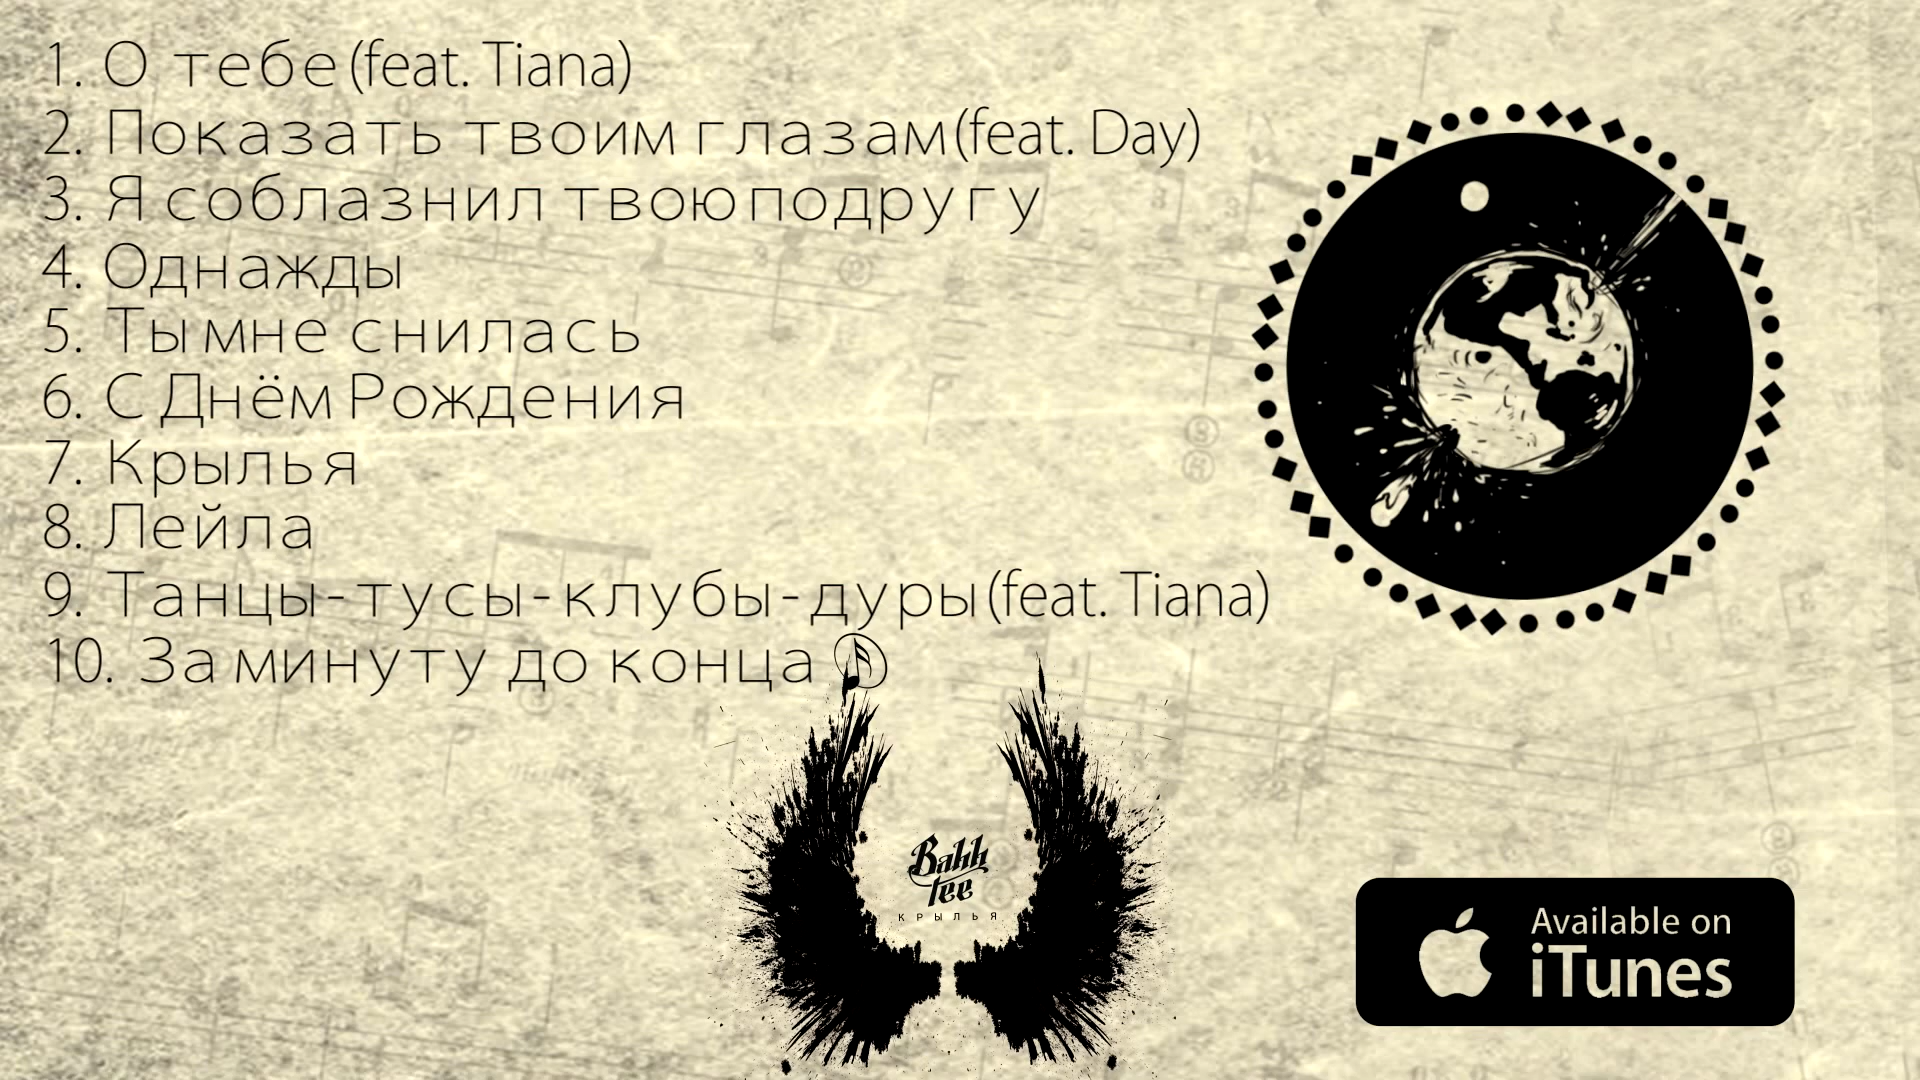 1. О тебе (feat. Tiana)
2. Показать твоим глазам (feat. Day)
3. Я соблазнил твою подругу
4. Однажды
5. Ты мне снилась
6. С Днём Рождения
7. Крылья
8. Лейла
9. Танцы-тусы-клубы-дуры (feat. Tiana)
10. За минуту до конца
Bahh
tee
КРЫЛЬЯ
Available on
iTunes